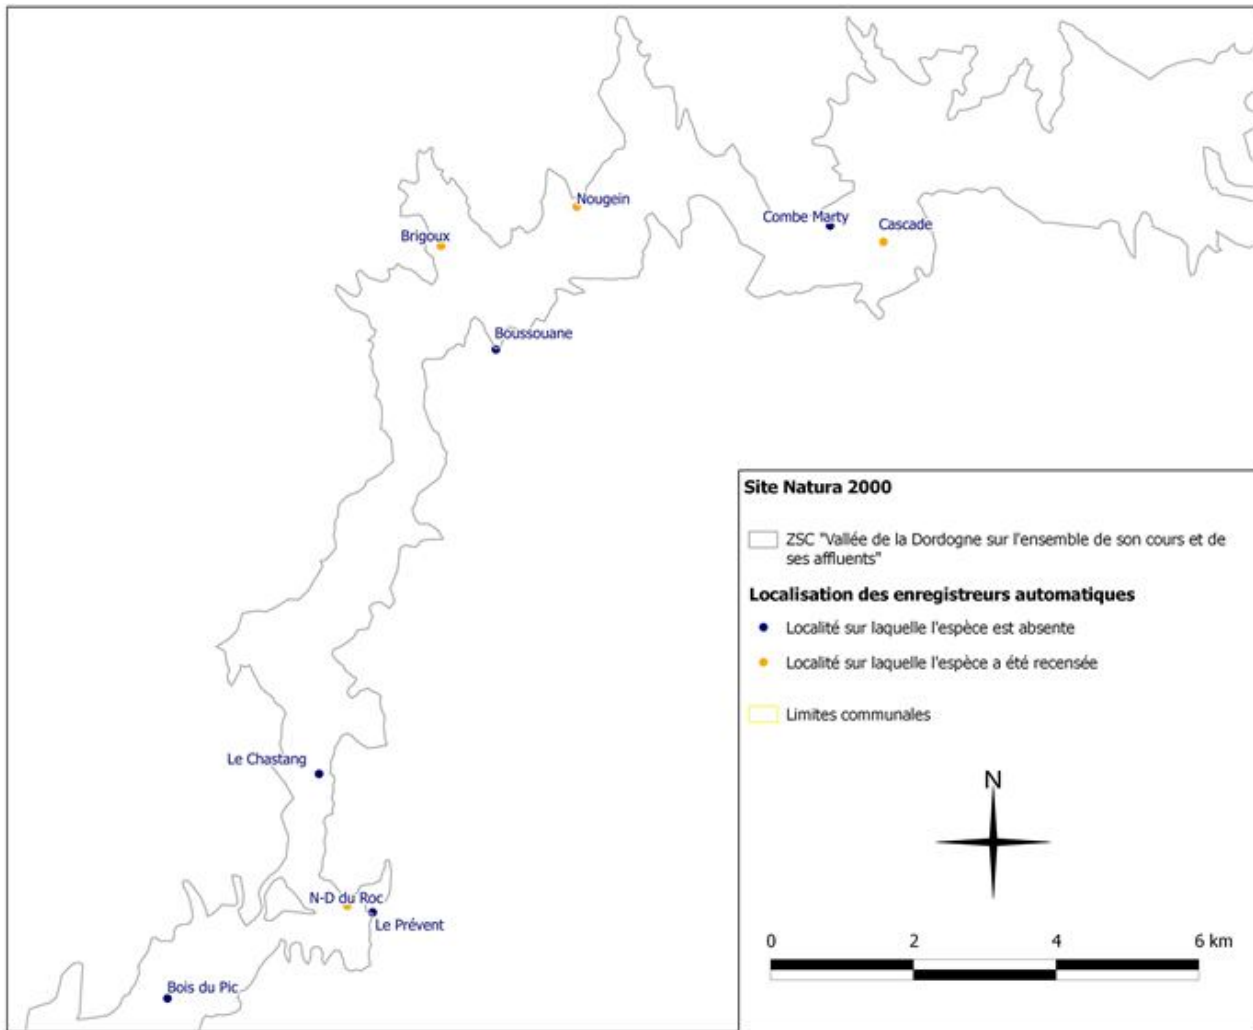 Nougein
Combe Marty
Cascade
Brigoux
Boussouane
Site Natura 2000
ZSC "Vallée de la Dordogne sur l'ensemble de son cours et de
ses affluents"
Localisation des enregistreurs automatiques
Localité sur laquelle l'espèce est absente
Localité sur laquelle l'espèce a été recensée
Limites communales
Le Chastang
N
N-D du Roc
Le Prévent
0 2 4 6 km
Bois du Pic